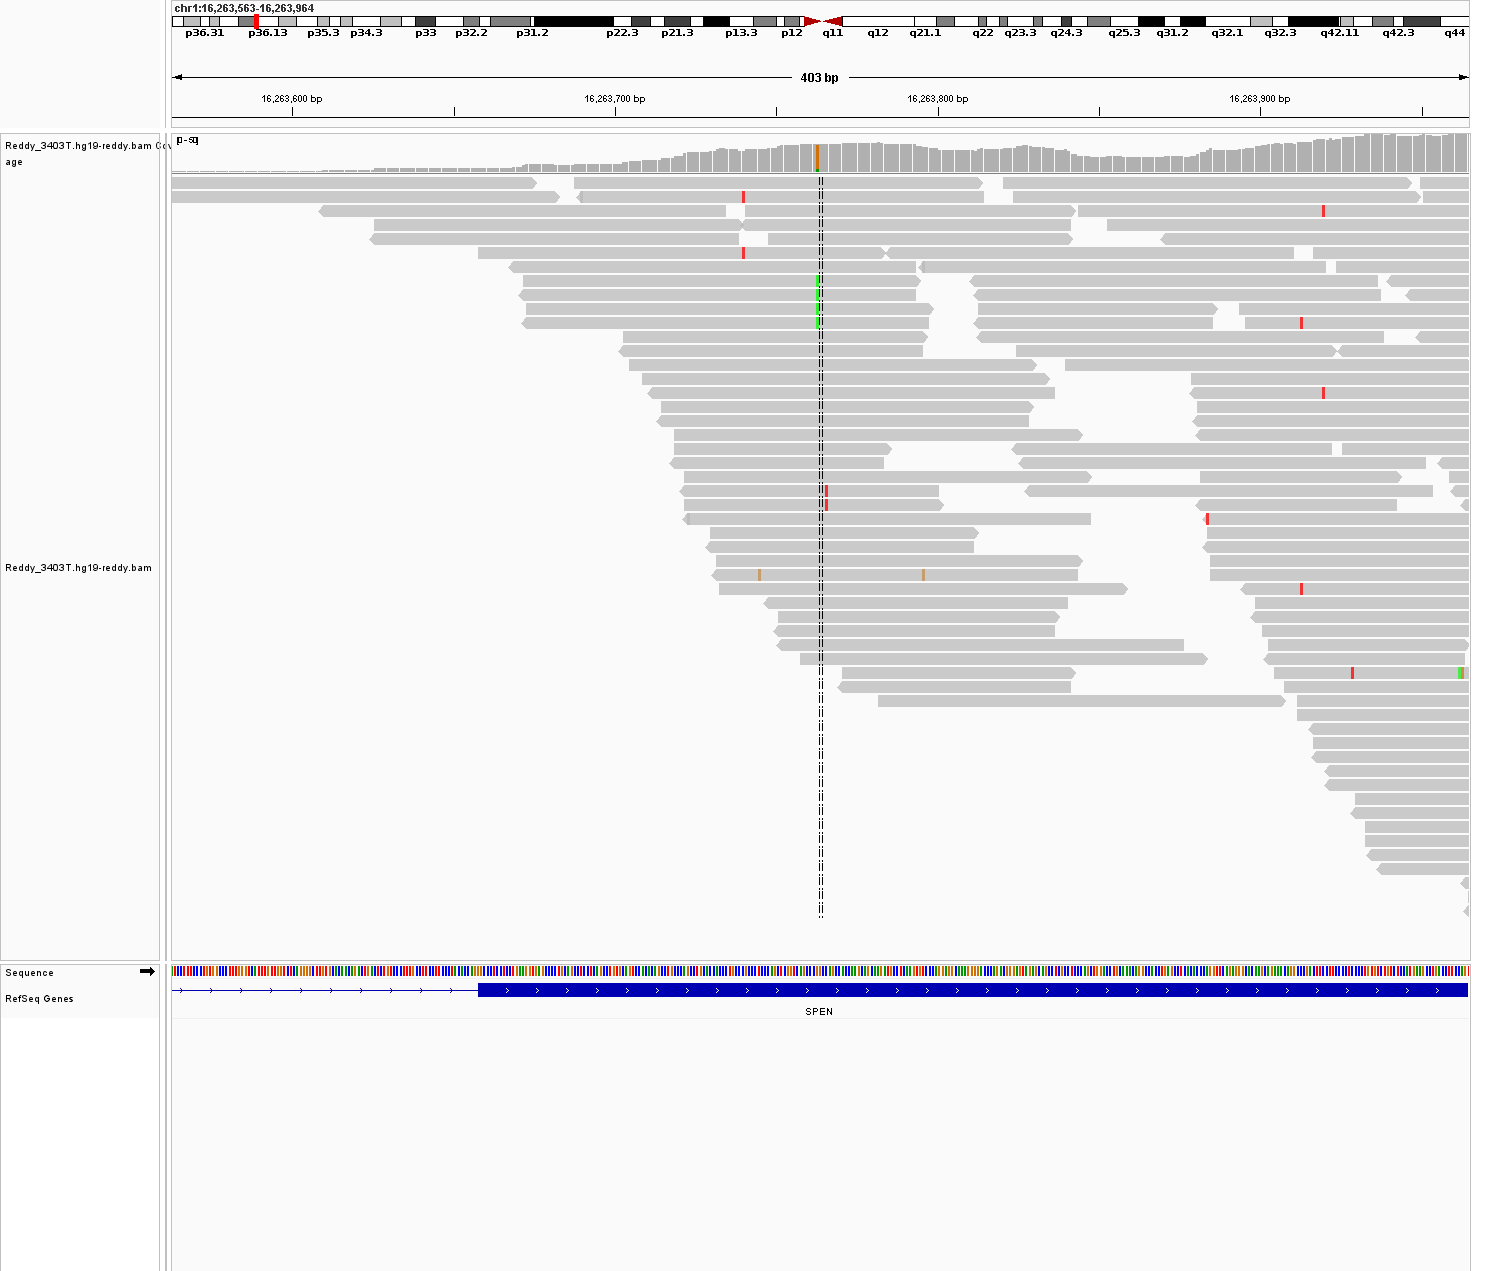 chr1:16,263,563-16,263,964
p36.31 p36.13 p35.3 p34.3 p33 p32.2 p31.2 p22.3 p21.3 p13.3 p12 q11 q12 q21.1 q22 q23.3 q24.3 q25.3 q31.2 q32.1 q32.3 q42.11 q42.3 q44
403 bp
16,263,600 bp 16,263,700 bp 16,263,800 bp 16,263,900 bp
Reddy_3403T.hg19-reddy.bam Cov
age
Reddy_3403T.hg19-reddy.bam
Sequence
RefSeq Genes
SPEN